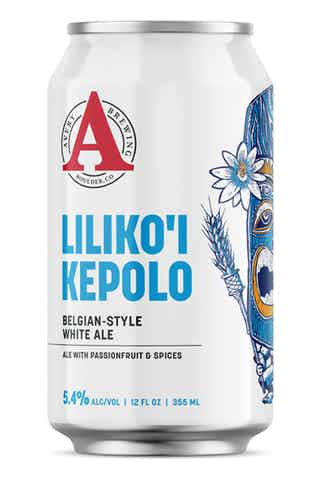 AVERY BREWING
A
BOULDER, CO
LILIKO'I
KEPOLO
BELGIAN-STYLE
WHITE ALE
ALE WITH PASSIONFRUIT & SPICES
5.4% ALC/VOL | 12 FL OZ | 355 ML